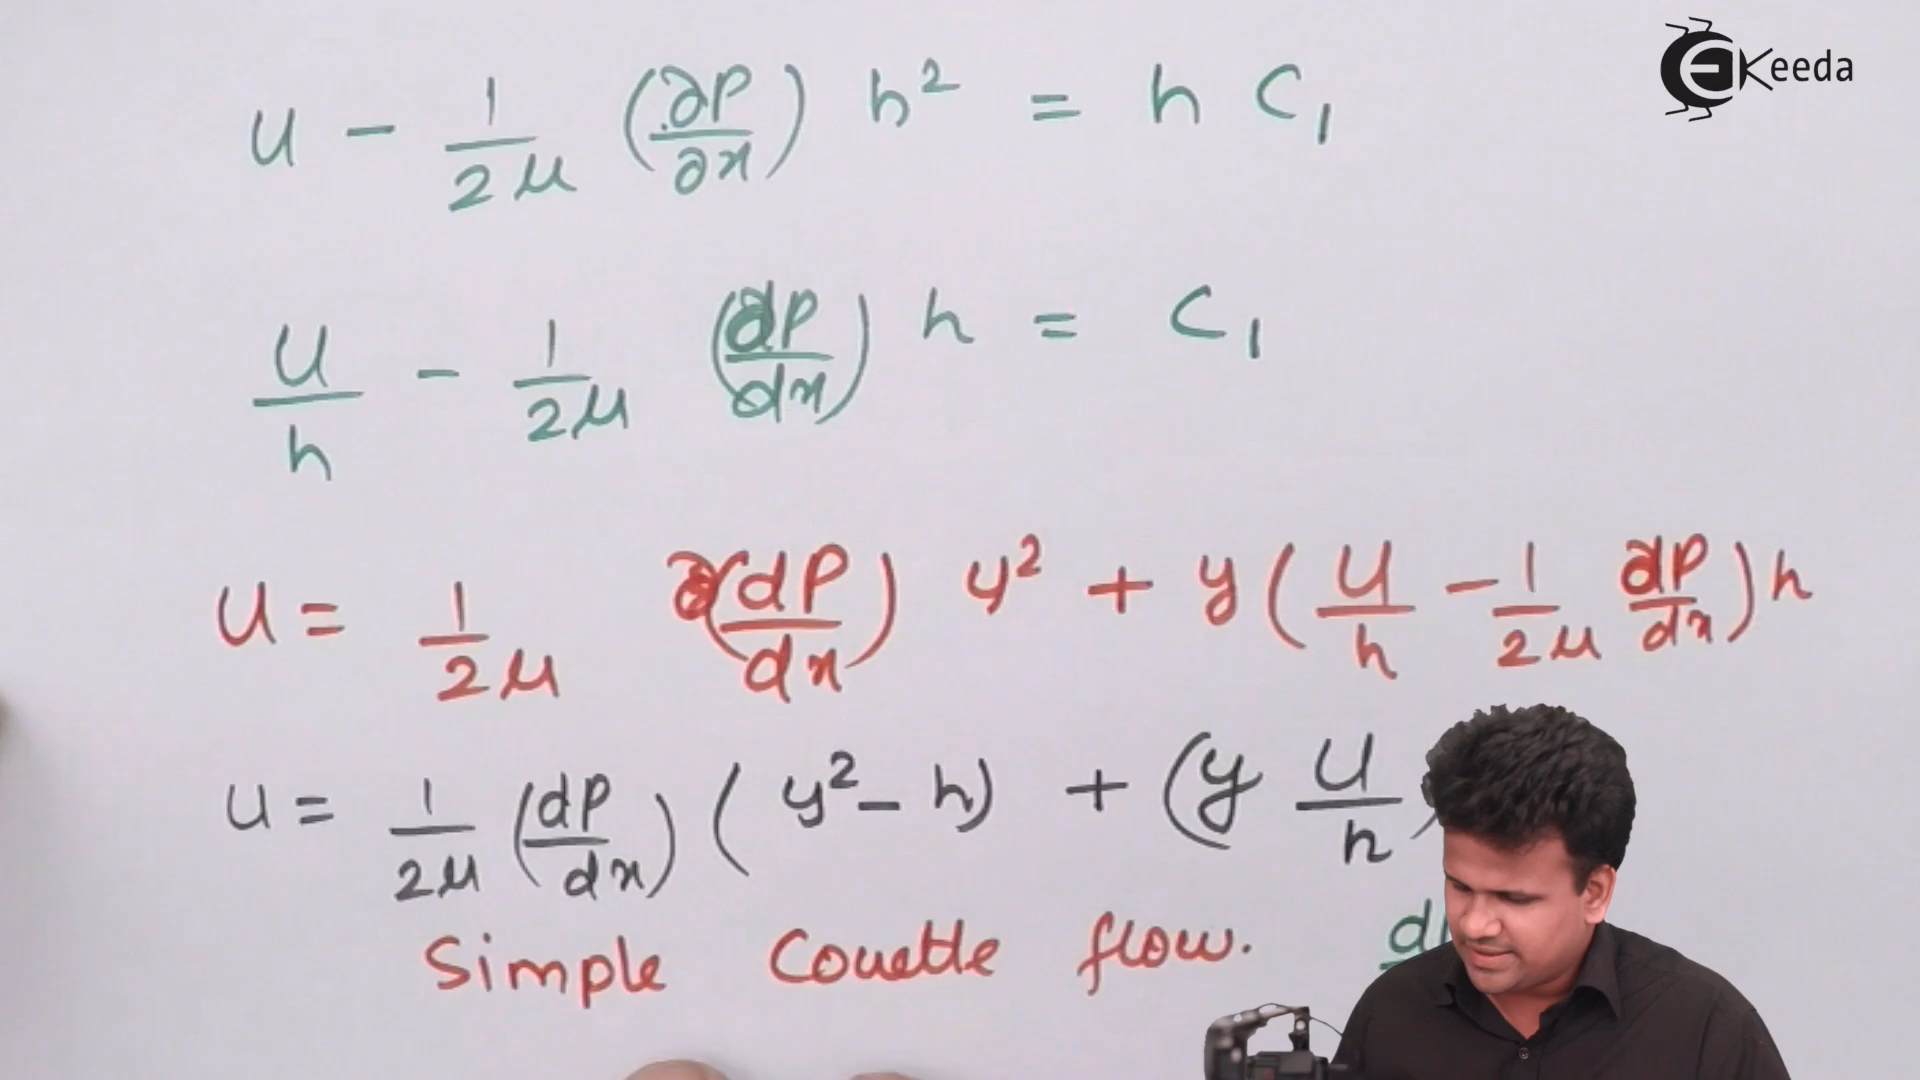 EKeeda
U - 1/2μ (∂P/∂x) h² = h C₁
U/h - 1/2μ (dP/dx) h = C₁
U = 1/2μ (dP/dx) y² + y (U/h - 1/2μ dP/dx) h
U = 1/2μ (dP/dx) (y² - h) + (y U/h)
Simple Couette flow.